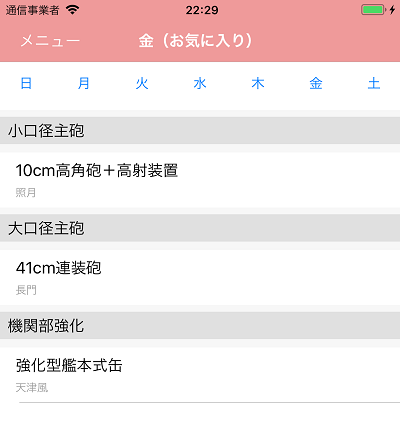 通信事業者 22:29
メニュー 金（お気に入り）
日 月 火 水 木 金 土
小口径主砲
10cm高角砲＋高射装置
照月
大口径主砲
41cm連装砲
長門
機関部強化
強化型艦本式缶
天津風